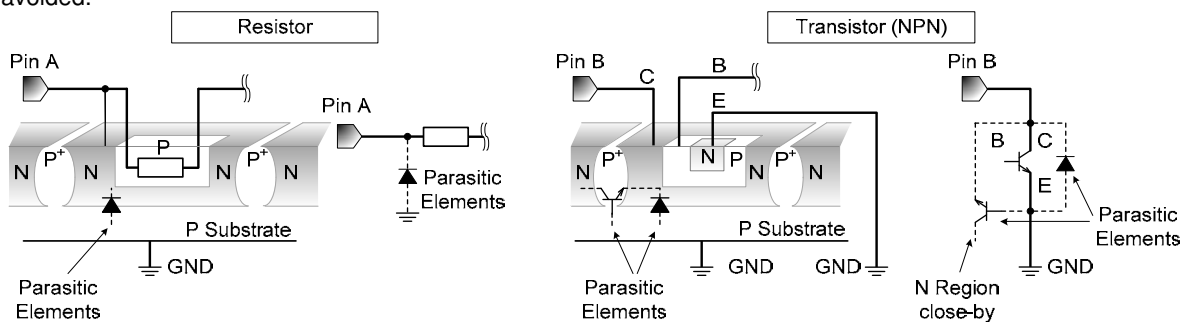 avoided.
Resistor
Transistor (NPN)
Pin A
Pin A
N
P+
N
P
N
P+
N
Parasitic
Elements
P Substrate
GND
Parasitic
Elements
Pin B
C
B
E
N
P+
N
N
P
N
P+
N
P Substrate
GND
GND
Parasitic
Elements
Pin B
B
C
E
Parasitic
Elements
GND
N Region
close-by